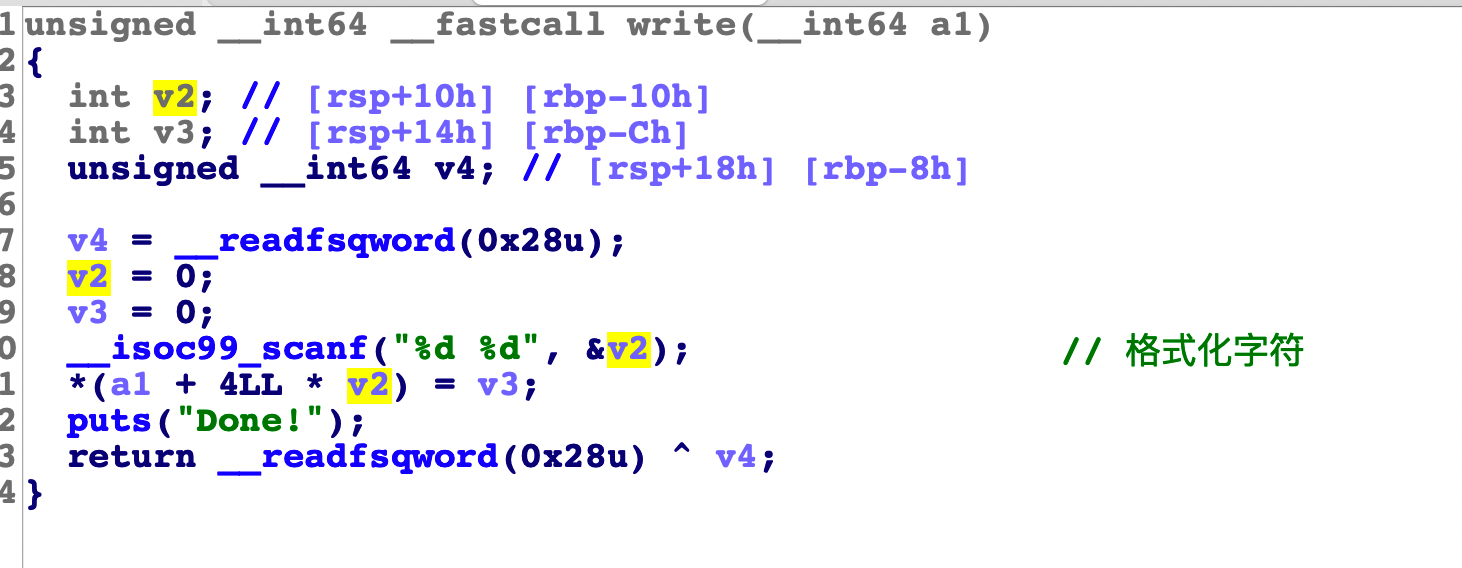 1 unsigned __int64 __fastcall write(__int64 a1)
2 {
3   int v2; // [rsp+10h] [rbp-10h]
4   int v3; // [rsp+14h] [rbp-Ch]
5   unsigned __int64 v4; // [rsp+18h] [rbp-8h]
6
7   v4 = __readfsqword(0x28u);
8   v2 = 0;
9   v3 = 0;
0   __isoc99_scanf("%d %d", &v2); // 格式化字符
1   *(a1 + 4LL * v2) = v3;
2   puts("Done!");
3   return __readfsqword(0x28u) ^ v4;
4 }